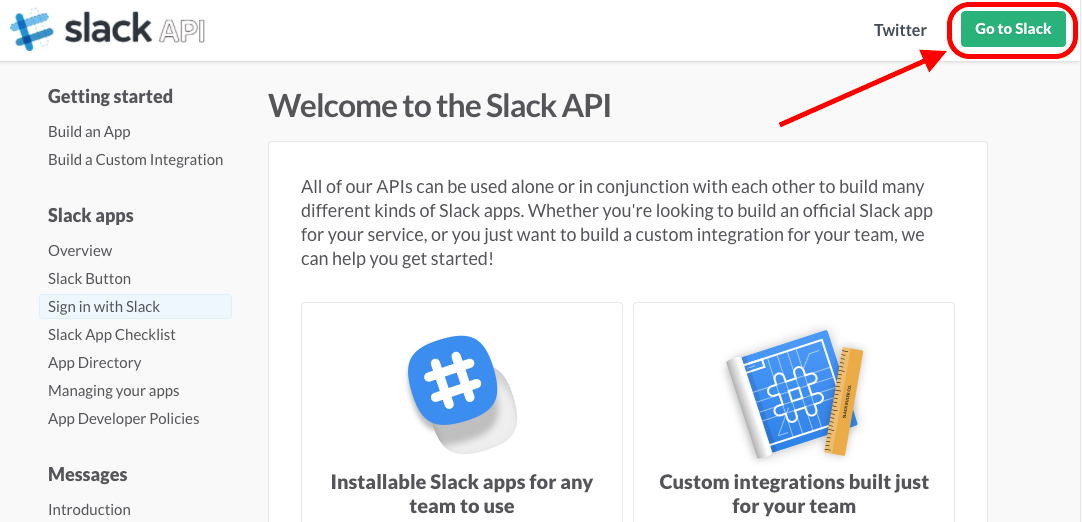 slack API
Twitter
Go to Slack
Getting started
Build an App
Build a Custom Integration
Slack apps
Overview
Slack Button
Sign in with Slack
Slack App Checklist
App Directory
Managing your apps
App Developer Policies
Messages
Introduction
Welcome to the Slack API
All of our APIs can be used alone or in conjunction with each other to build many
different kinds of Slack apps. Whether you're looking to build an official Slack app
for your service, or you just want to build a custom integration for your team, we
can help you get started!
Installable Slack apps for any
team to use
Custom integrations built just
for your team